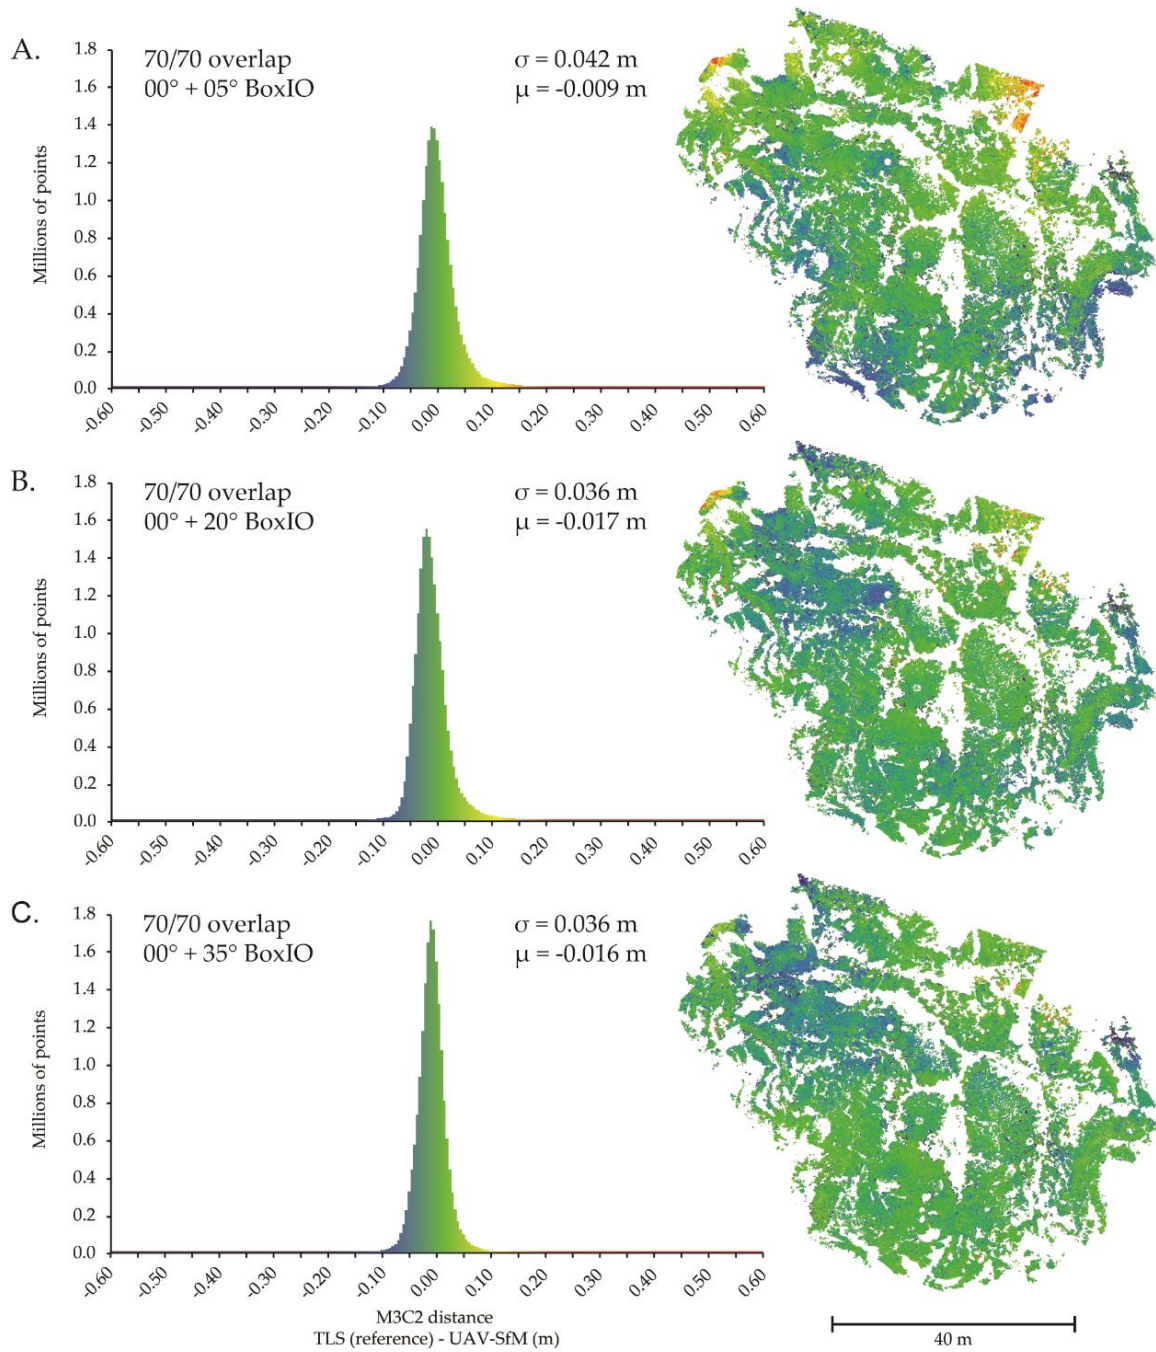 A.
70/70 overlap
00° + 05° BoxIO
σ = 0.042 m
μ = -0.009 m
Millions of points
1.8
1.6
1.4
1.2
1.0
0.8
0.6
0.4
0.2
0.0
-0.60 -0.50 -0.40 -0.30 -0.20 -0.10 0.00 0.10 0.20 0.30 0.40 0.50 0.60
B.
70/70 overlap
00° + 20° BoxIO
σ = 0.036 m
μ = -0.017 m
Millions of points
1.8
1.6
1.4
1.2
1.0
0.8
0.6
0.4
0.2
0.0
-0.60 -0.50 -0.40 -0.30 -0.20 -0.10 0.00 0.10 0.20 0.30 0.40 0.50 0.60
C.
70/70 overlap
00° + 35° BoxIO
σ = 0.036 m
μ = -0.016 m
Millions of points
1.8
1.6
1.4
1.2
1.0
0.8
0.6
0.4
0.2
0.0
-0.60 -0.50 -0.40 -0.30 -0.20 -0.10 0.00 0.10 0.20 0.30 0.40 0.50 0.60
M3C2 distance
TLS (reference) - UAV-SfM (m)
40 m